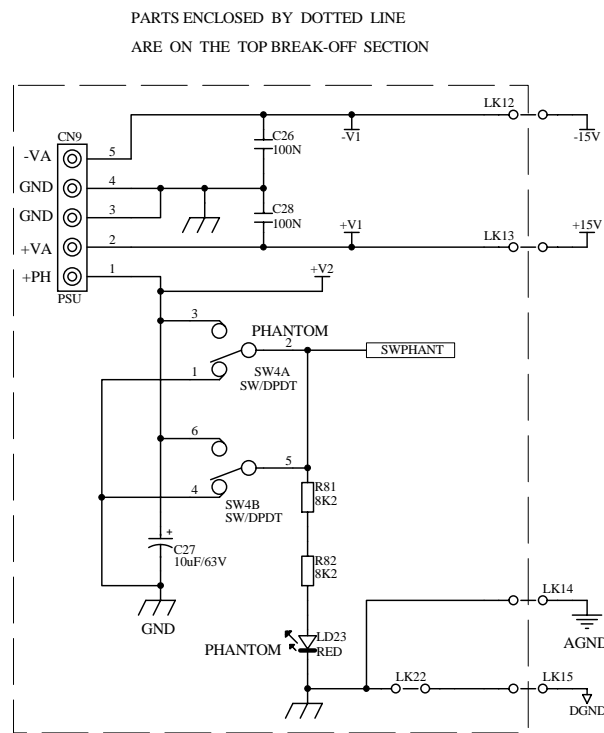 PARTS ENCLOSED BY DOTTED LINE
ARE ON THE TOP BREAK-OFF SECTION
LK12
CN9
C26
100N
-V1
-15V
-VA
5
GND
4
GND
3
C28
100N
+V1
+15V
LK13
+VA
2
+PH
1
PSU
+V2
3
PHANTOM
2
SWPHANT
1
SW4A
SW/DPDT
6
5
4
SW4B
SW/DPDT
R81
8K2
+
C27
10uF/63V
R82
8K2
GND
LK14
AGND
PHANTOM
LD23
RED
LK22
LK15
DGND